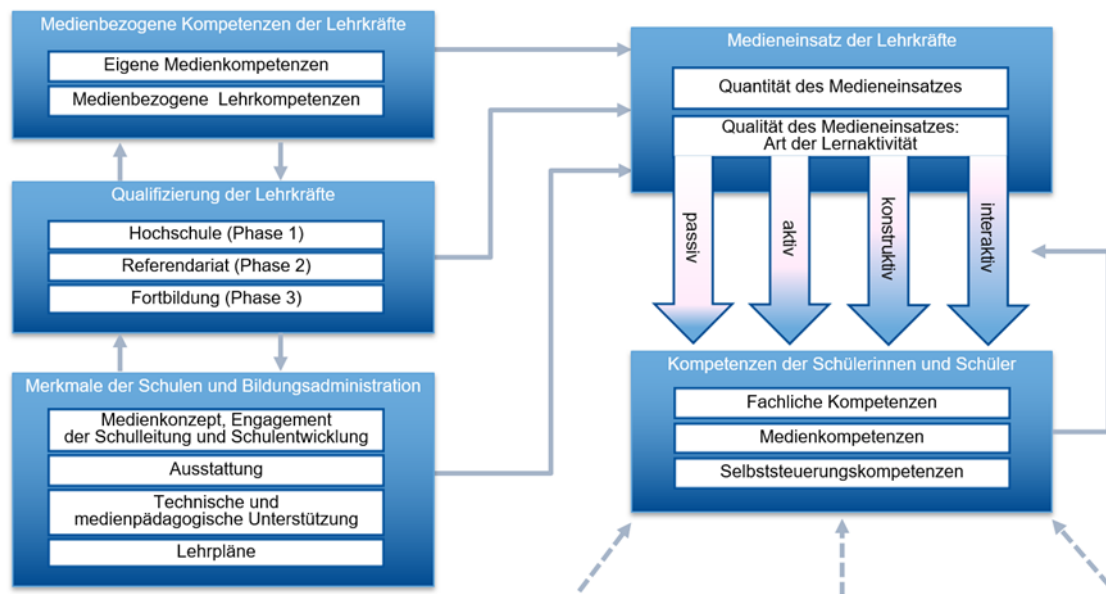 Medienbezogene Kompetenzen der Lehrkräfte
Eigene Medienkompetenzen
Medienbezogene Lehrkompetenzen
Qualifizierung der Lehrkräfte
Hochschule (Phase 1)
Referendariat (Phase 2)
Fortbildung (Phase 3)
Merkmale der Schulen und Bildungsadministration
Medienkonzept, Engagement
der Schulleitung und Schulentwicklung
Ausstattung
Technische und
medienpädagogische Unterstützung
Lehrpläne
Medieneinsatz der Lehrkräfte
Quantität des Medieneinsatzes
Qualität des Medieneinsatzes:
Art der Lernaktivität
passiv
aktiv
konstruktiv
interaktiv
Kompetenzen der Schülerinnen und Schüler
Fachliche Kompetenzen
Medienkompetenzen
Selbststeuerungskompetenzen